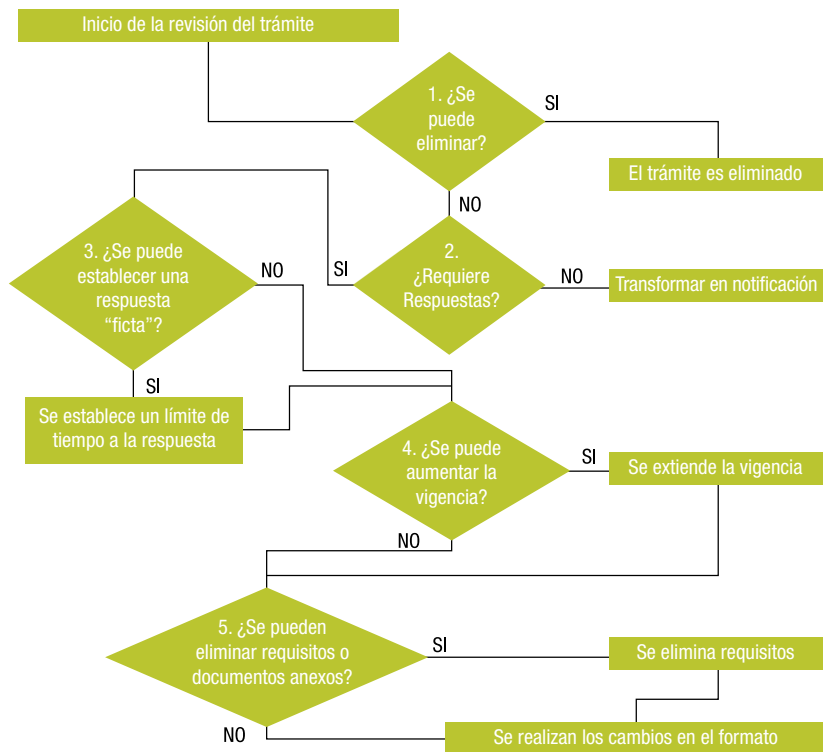 Inicio de la revisión del trámite
1. ¿Se
puede
eliminar?
SI
El trámite es eliminado
NO
2.
¿Requiere
Respuestas?
NO
Transformar en notificación
SI
3. ¿Se puede
establecer una
respuesta
“ficta”?
NO
SI
Se establece un límite de
tiempo a la respuesta
4. ¿Se puede
aumentar la
vigencia?
SI
Se extiende la vigencia
NO
5. ¿Se pueden
eliminar requisitos o
documentos anexos?
SI
Se elimina requisitos
NO
Se realizan los cambios en el formato